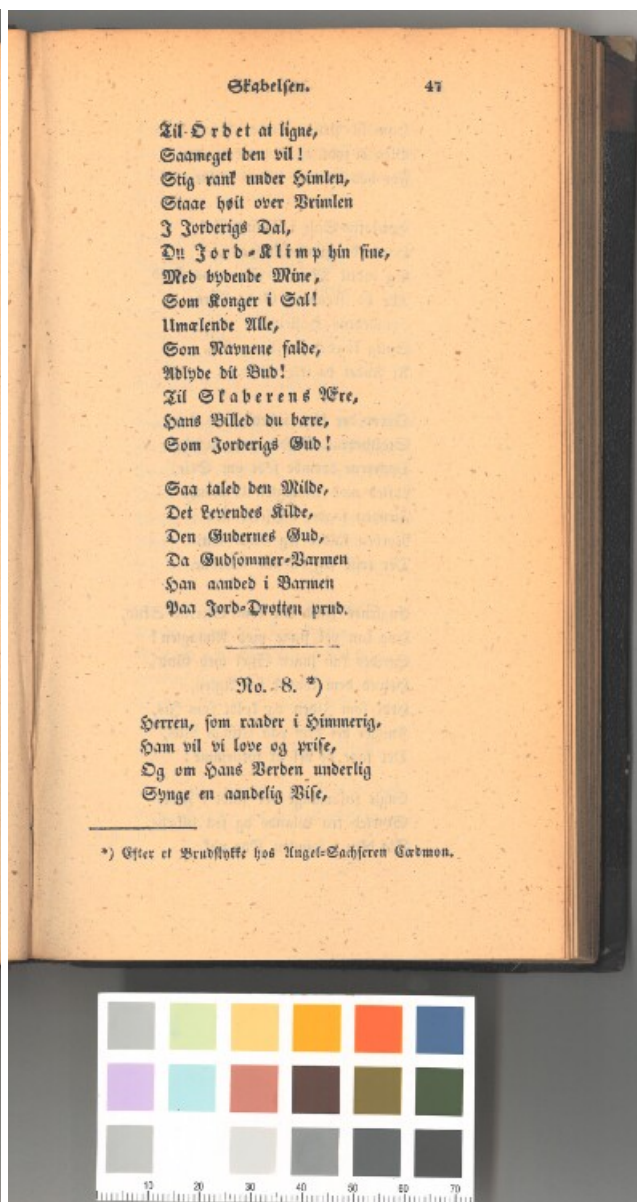 Skabelsen. 47
Til Ordet at ligne,
Saameget den vil!
Stig rank under Himlen,
Staae høit over Vrimlen
I Jorderigs Dal,
Du Jord-Klimp hin fine,
Med bydende Mine,
Som Konger i Sal!
Umælende Alle,
Som Navnene falde,
Adlyde dit Bud!
Til Skaberens Ære,
Hans Billed du bære,
Som Jorderigs Gud!
Saa taled den Milde,
Det Levendes Kilde,
Den Gudernes Gud,
Da Gudsommer-Varmen
Han aanded i Barmen
Paa Jord-Drotten prud.
No. 8. *)
Herren, som raader i Himmerig,
Ham vil vi love og prise,
Og om Hans Verden underlig
Synge en aandelig Vise,
*) Efter et Brudstykke hos Angel-Sachseren Cædmon.
10 20 30 40 50 60 70